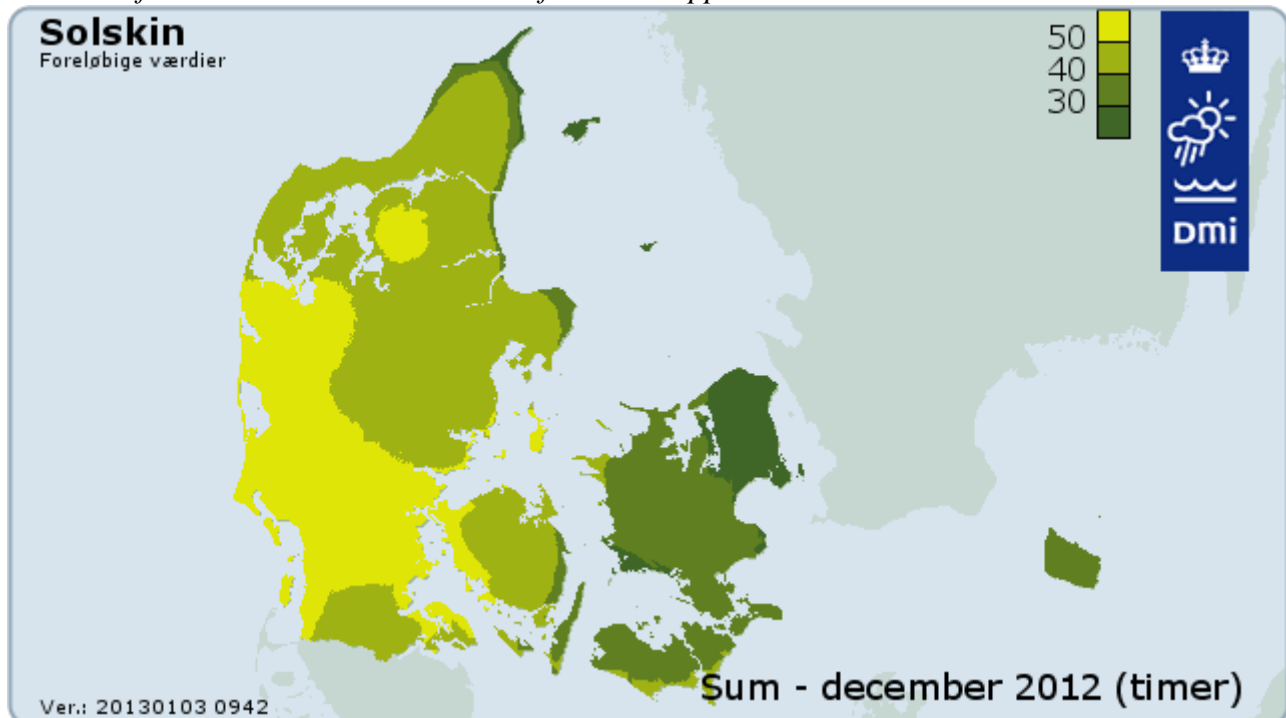 Solskin
Foreløbige værdier
50
40
30
DMI
Sum - december 2012 (timer)
Ver.: 20130103 0942